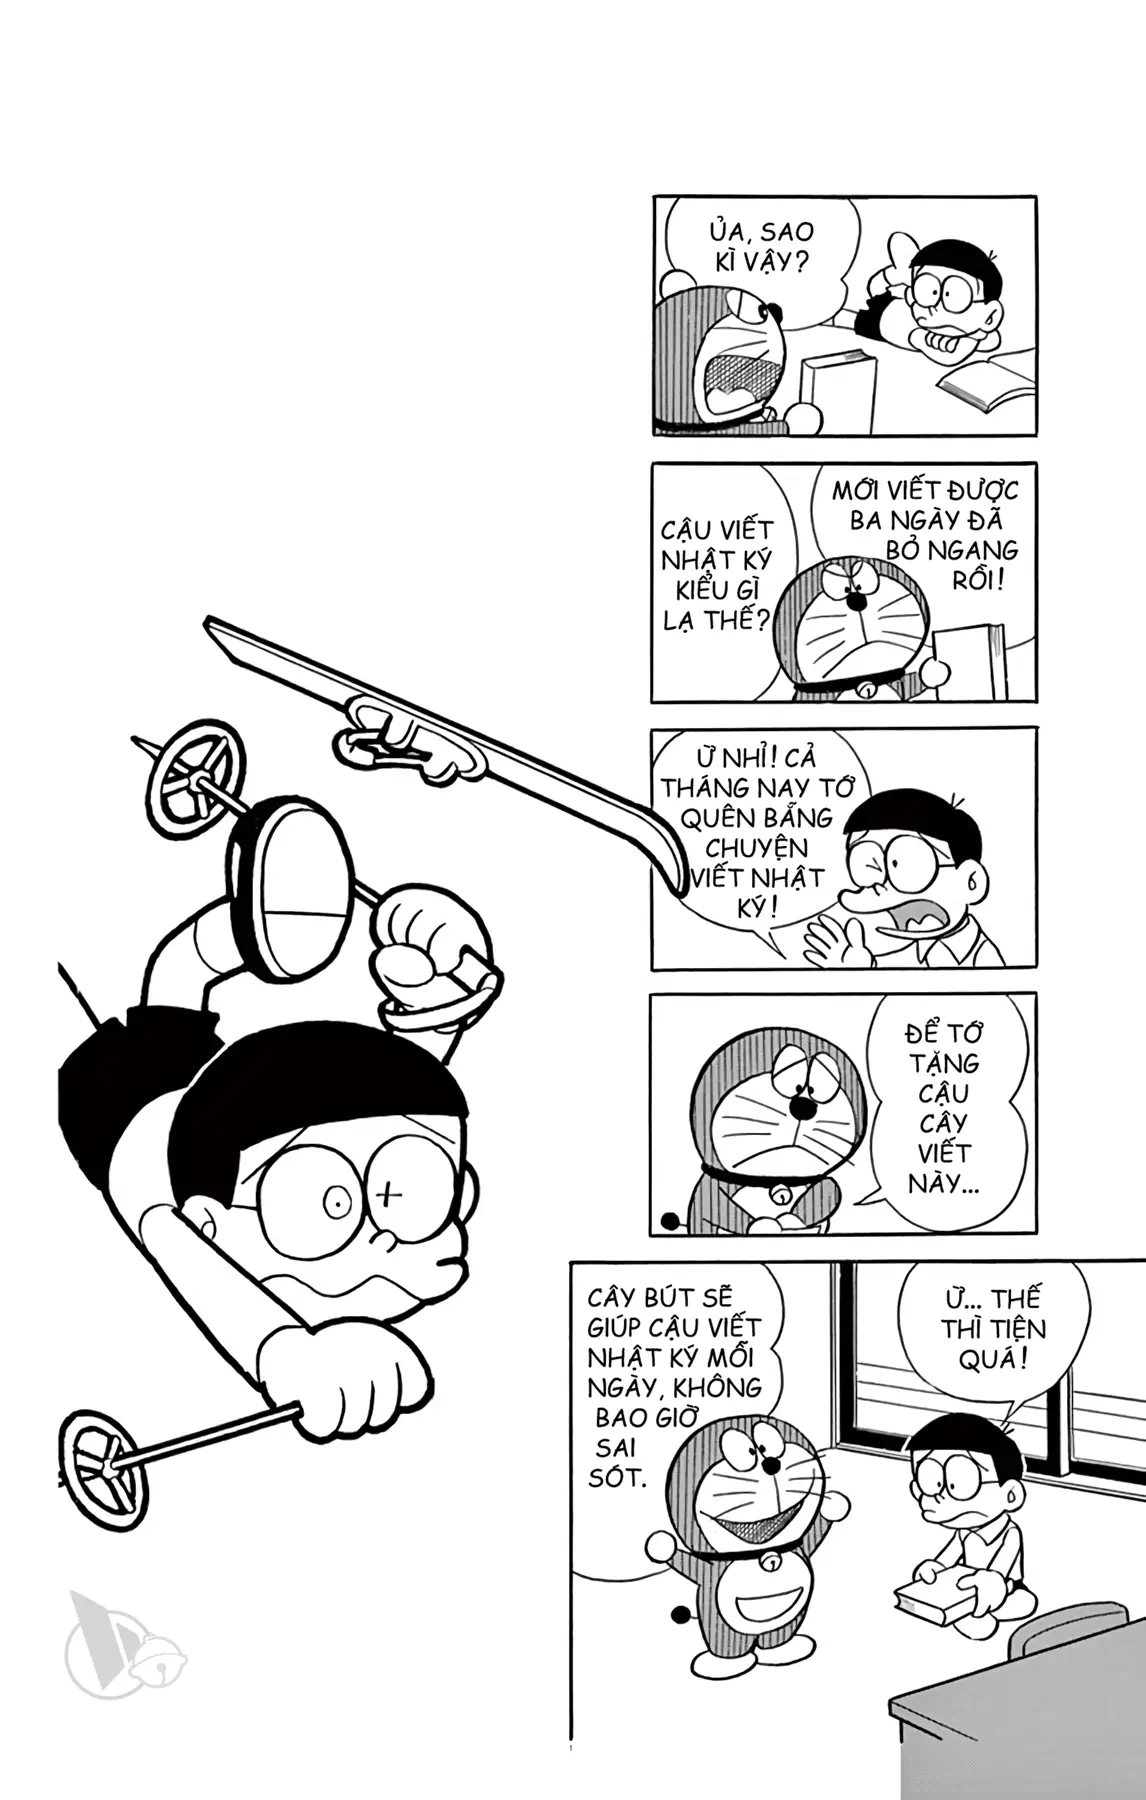 ỦA, SAO
KÌ VẬY?
MỚI VIẾT ĐƯỢC
BA NGÀY ĐÃ
BỎ NGANG
RỒI!
CẬU VIẾT
NHẬT KÝ
KIỂU GÌ
LẠ THẾ?
Ừ NHỈ! CẢ
THÁNG NAY TỚ
QUÊN BẴNG
CHUYỆN
VIẾT NHẬT
KÝ!
ĐỂ TỚ
TẶNG
CẬU
CÂY
VIẾT
NÀY...
CÂY BÚT SẼ
GIÚP CẬU VIẾT
NHẬT KÝ MỖI
NGÀY, KHÔNG
BAO GIỜ
SAI
SÓT.
Ừ... THẾ
THÌ TIỆN
QUÁ!